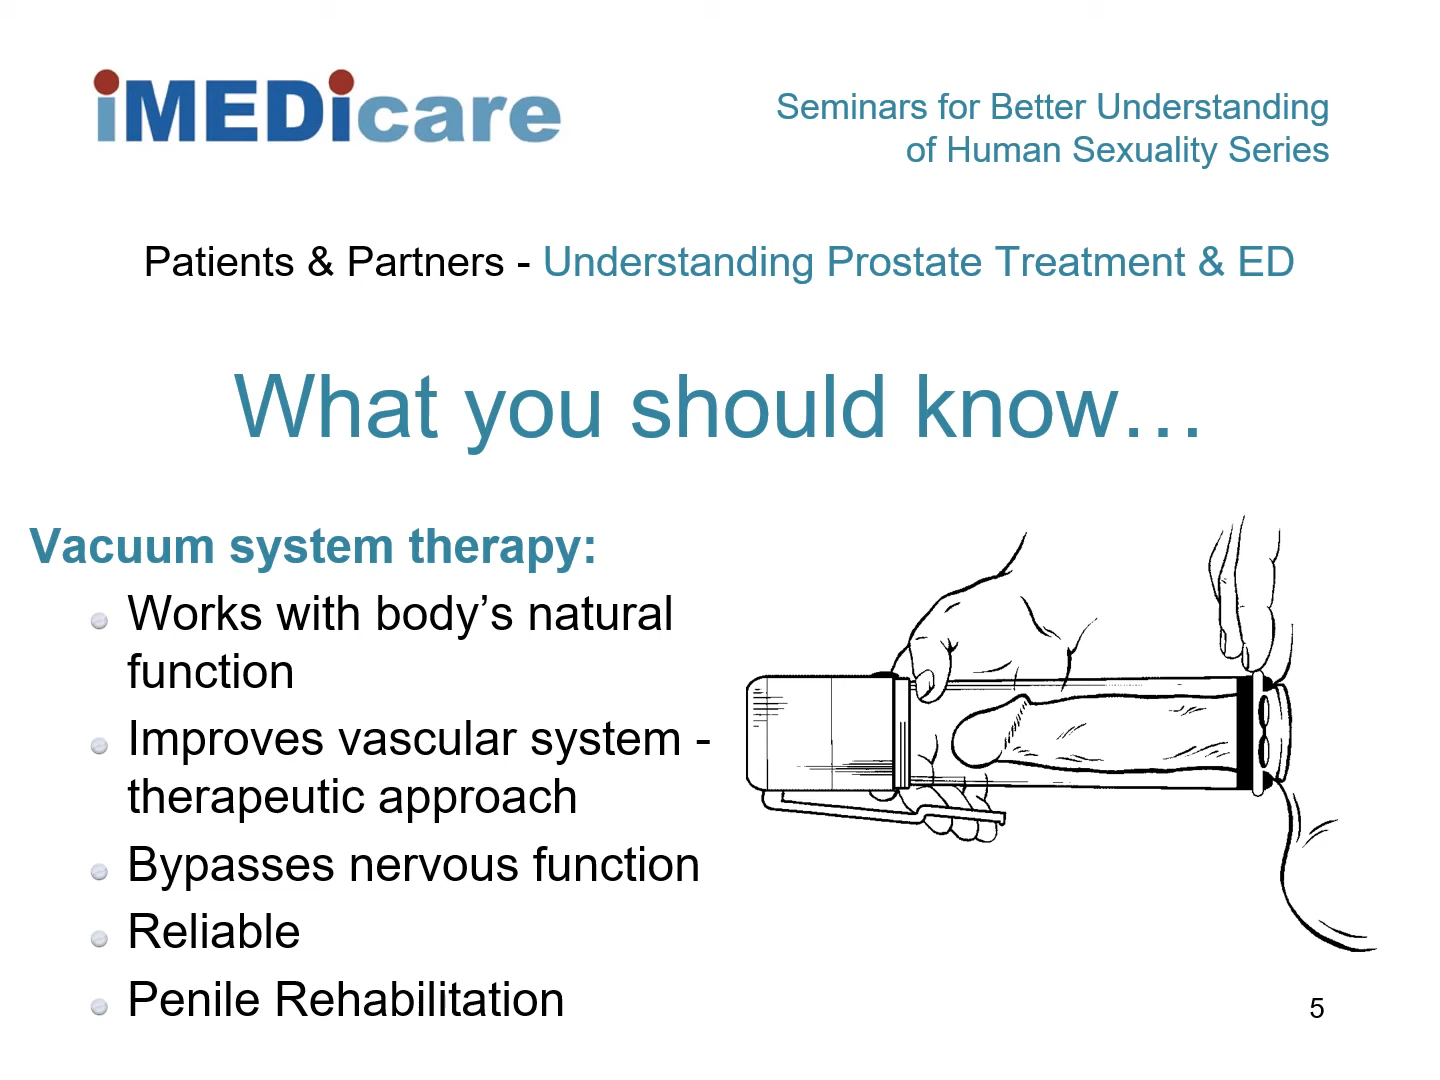 iMEDicare
Seminars for Better Understanding
of Human Sexuality Series
Patients & Partners - Understanding Prostate Treatment & ED
What you should know…
Vacuum system therapy:
Works with body’s natural
function
Improves vascular system -
therapeutic approach
Bypasses nervous function
Reliable
Penile Rehabilitation
5